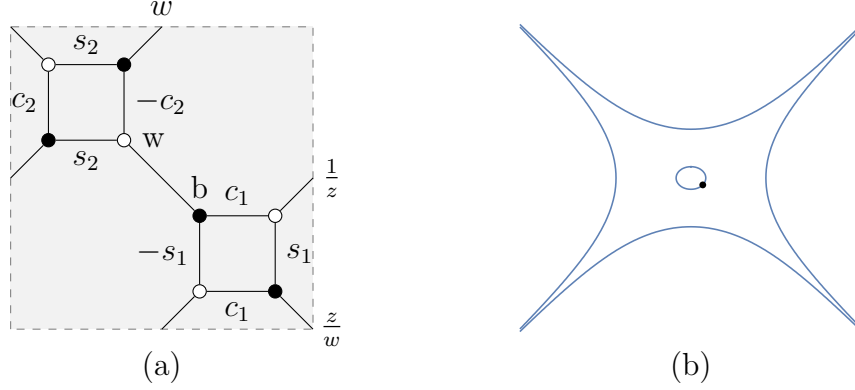 w
s₂
c₂
−c₂
s₂
w
b
c₁
1/z
−s₁
s₁
c₁
z/w
(a)
(b)